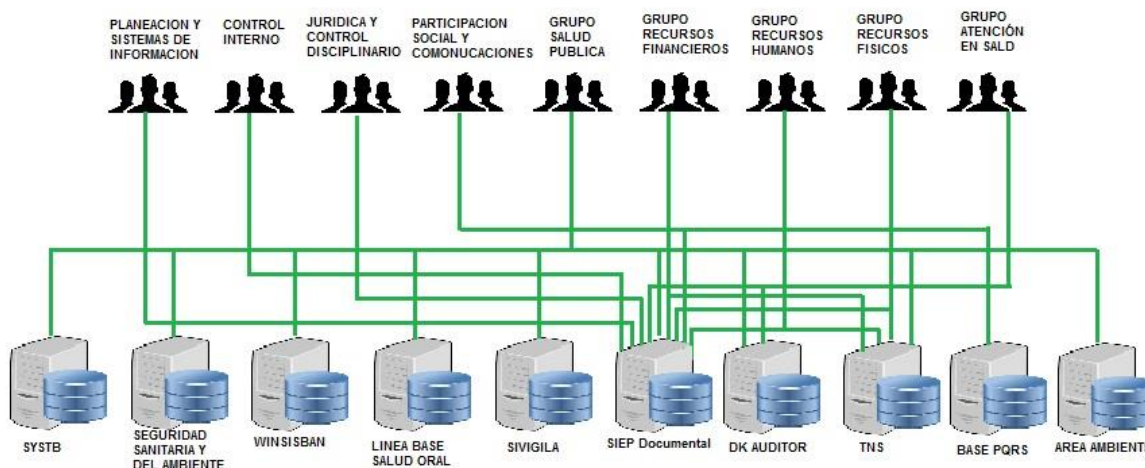 PLANEACION Y
SISTEMAS DE
INFORMACION
CONTROL
INTERNO
JURIDICA Y
CONTROL
DISCIPLINARIO
PARTICIPACION
SOCIAL Y
COMONUCACIONES
GRUPO
SALUD
PUBLICA
GRUPO
RECURSOS
FINANCIEROS
GRUPO
RECURSOS
HUMANOS
GRUPO
RECURSOS
FISICOS
GRUPO
ATENCIÓN
EN SALD
SYSTB
SEGURIDAD
SANITARIA Y
DEL AMBIENTE
WINSISBAN
LINEA BASE
SALUD ORAL
SIVIGILA
SIEP Documental
DK AUDITOR
TNS
BASE PQRS
AREA AMBIENTE